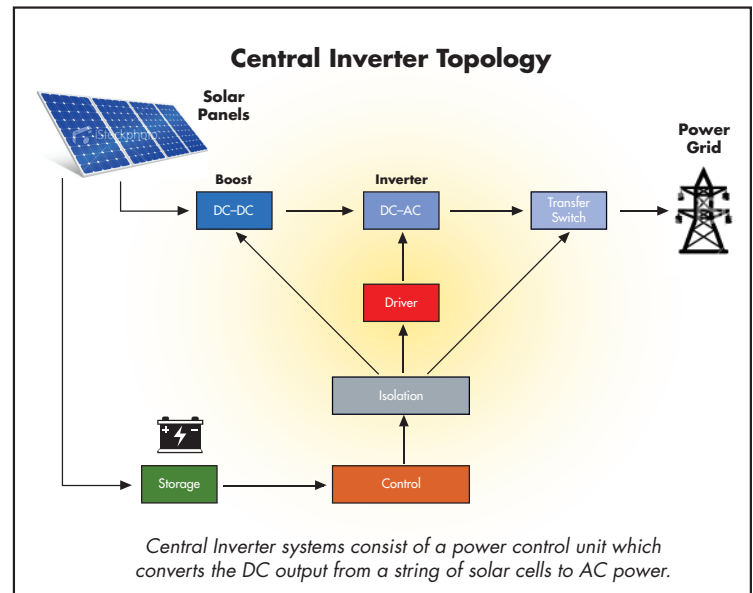 Central Inverter Topology
Solar
Panels
iStockphoto
Power
Grid
Boost
Inverter
DC–DC
DC–AC
Transfer
Switch
Driver
Isolation
+ −
Storage
Control
Central Inverter systems consist of a power control unit which
converts the DC output from a string of solar cells to AC power.